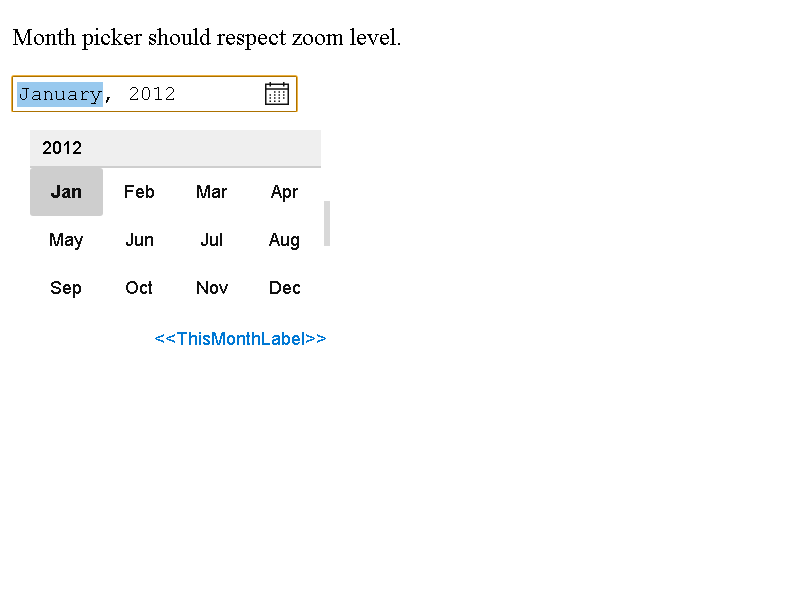 Month picker should respect zoom level.
January, 2012
2012
Jan Feb Mar Apr
May Jun Jul Aug
Sep Oct Nov Dec
<<ThisMonthLabel>>